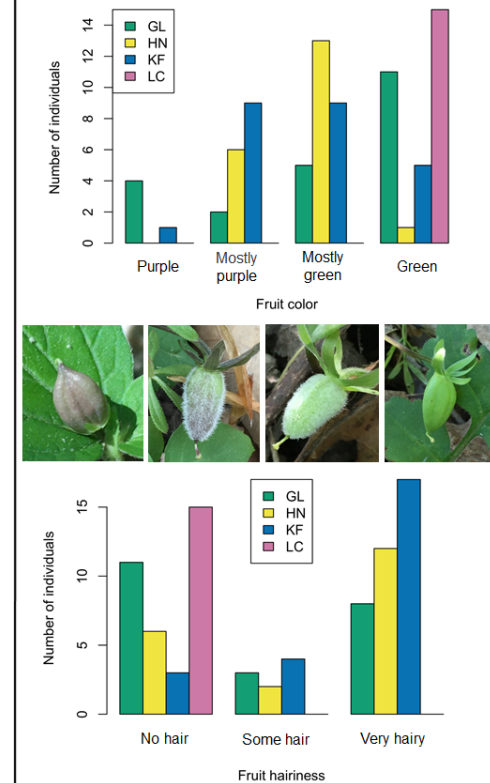 14
12
10
8
6
4
2
0
Number of individuals
GL
HN
KF
LC
Purple
Mostly
purple
Mostly
green
Green
Fruit color
15
10
5
0
Number of individuals
GL
HN
KF
LC
No hair
Some hair
Very hairy
Fruit hairiness